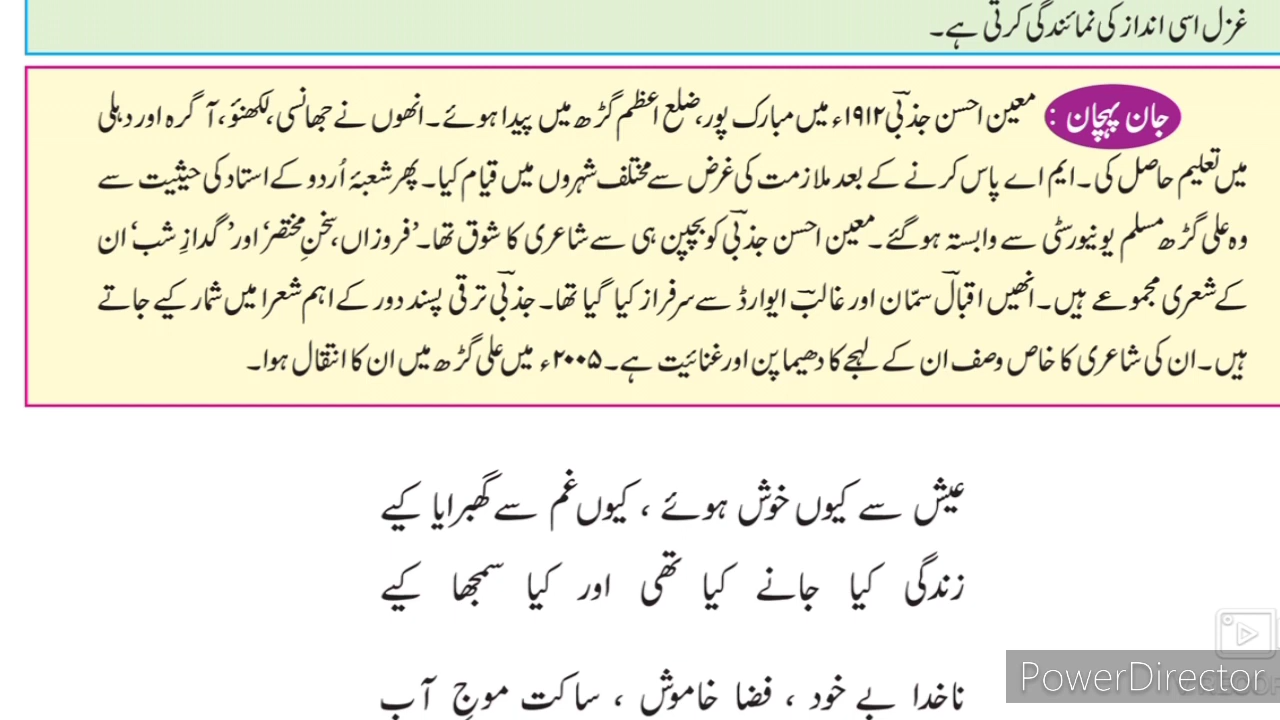 غزل اسی انداز کی نمائندگی کرتی ہے۔
جان پہچان : معین احسن جذبیؔ ۱۹۱۲ء میں مبارک پور، ضلع اعظم گڑھ میں پیدا ہوئے۔ انھوں نے جھانسی، لکھنؤ، آگرہ اور دہلی
میں تعلیم حاصل کی۔ ایم اے پاس کرنے کے بعد ملازمت کی غرض سے مختلف شہروں میں قیام کیا۔ پھر شعبۂ اُردو کے استاد کی حیثیت سے
وہ علی گڑھ مسلم یونیورسٹی سے وابستہ ہوگئے۔ معین احسن جذبیؔ کو بچپن ہی سے شاعری کا شوق تھا۔ ’فروزاں، سخنِ مختصر‘ اور ’گدازِ شب‘ ان
کے شعری مجموعے ہیں۔ انھیں اقبالؔ سمّان اور غالبؔ ایوارڈ سے سرفراز کیا گیا تھا۔ جذبیؔ ترقی پسند دور کے اہم شعرا میں شمار کیے جاتے
ہیں۔ ان کی شاعری کا خاص وصف ان کے لہجے کا دھیما پن اور غنائیت ہے۔ ۲۰۰۵ء میں علی گڑھ میں ان کا انتقال ہوا۔
عیش سے کیوں خوش ہوئے ، کیوں غم سے گھبرایا کیے
زندگی کیا جانے کیا تھی اور کیا سمجھا کیے
ناخدا بے خود ، فضا خاموش ، ساکت موجِ آب
PowerDirector